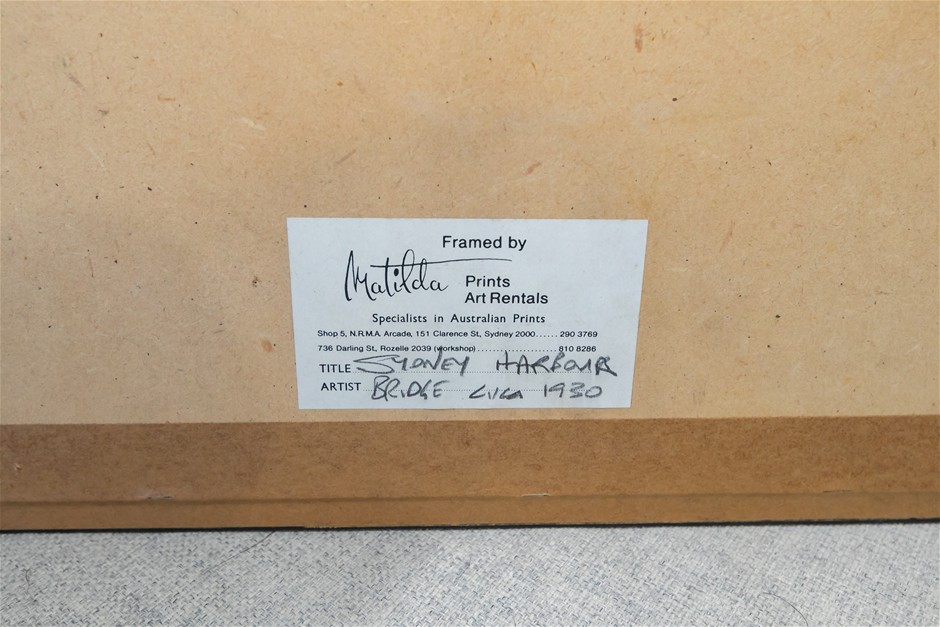 Framed by
Matilda Prints
Art Rentals
Specialists in Australian Prints
Shop 5, N.R.M.A. Arcade, 151 Clarence St., Sydney 2000...... 290 3769
736 Darling St., Rozelle 2039 (workshop)........................ 810 8286
TITLE SYDNEY HARBOUR
ARTIST BRIDGE circa 1930